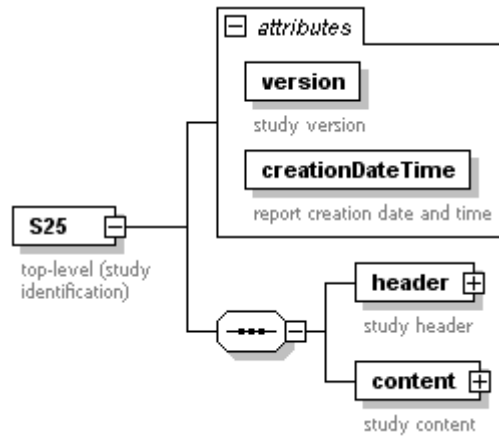 attributes
version
study version
creationDateTime
report creation date and time
S25
top-level (study
identification)
header
study header
content
study content